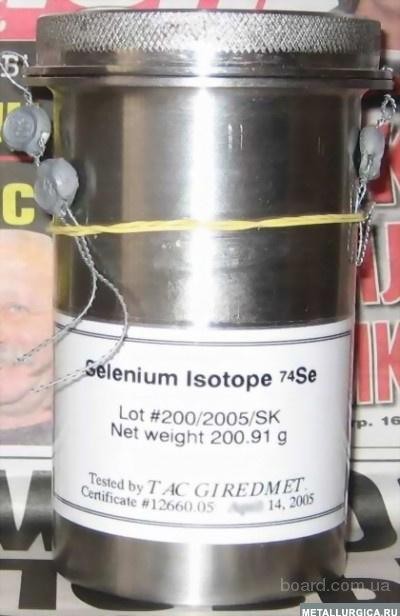 Selenium Isotope ⁷⁴Se
Lot #200/2005/SK
Net weight 200.91 g
Tested by TAC GIREDMET.
Certificate #12660.05 April 14, 2005
board.com.ua
METALLURGICA.RU